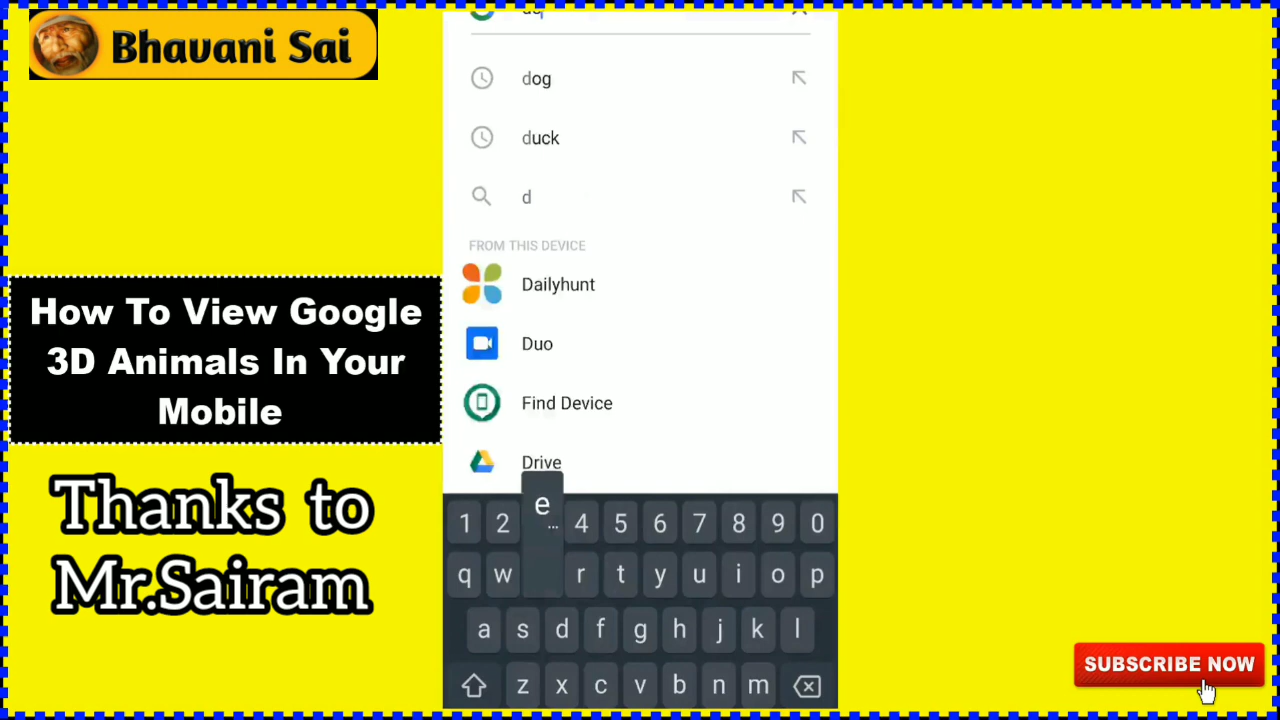 Bhavani Sai
How To View Google
3D Animals In Your
Mobile
Thanks to
Mr.Sairam
dog
duck
d
FROM THIS DEVICE
Dailyhunt
Duo
Find Device
Drive
e
...
1 2 4 5 6 7 8 9 0
q w r t y u i o p
a s d f g h j k l
z x c v b n m
SUBSCRIBE NOW